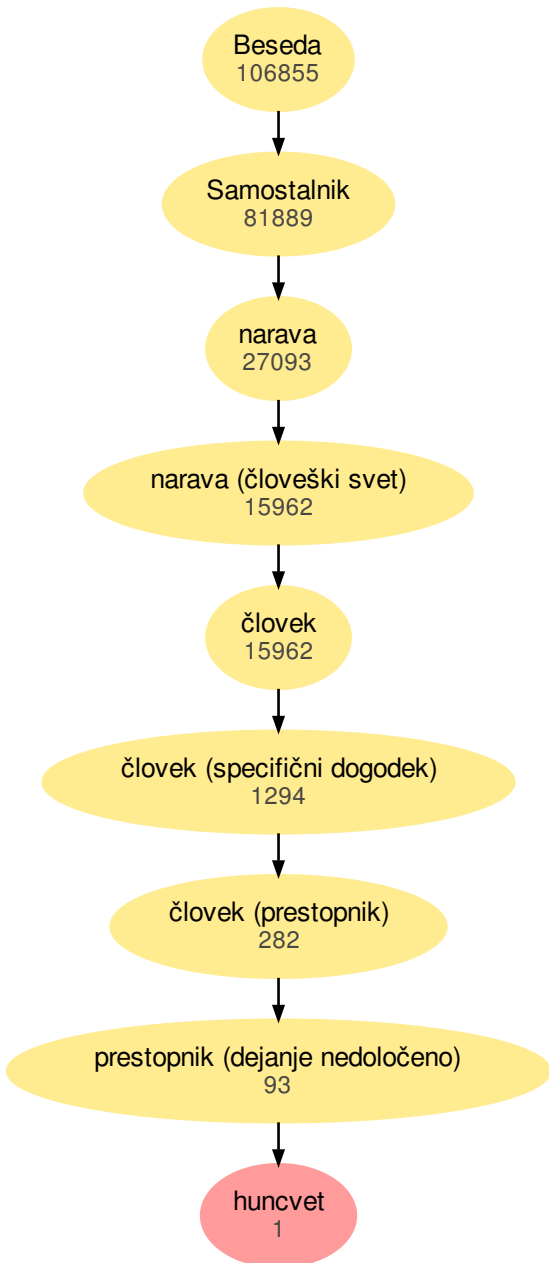 Beseda
106855
Samostalnik
81889
narava
27093
narava (človeški svet)
15962
človek
15962
človek (specifični dogodek)
1294
človek (prestopnik)
282
prestopnik (dejanje nedoločeno)
93
huncvet
1